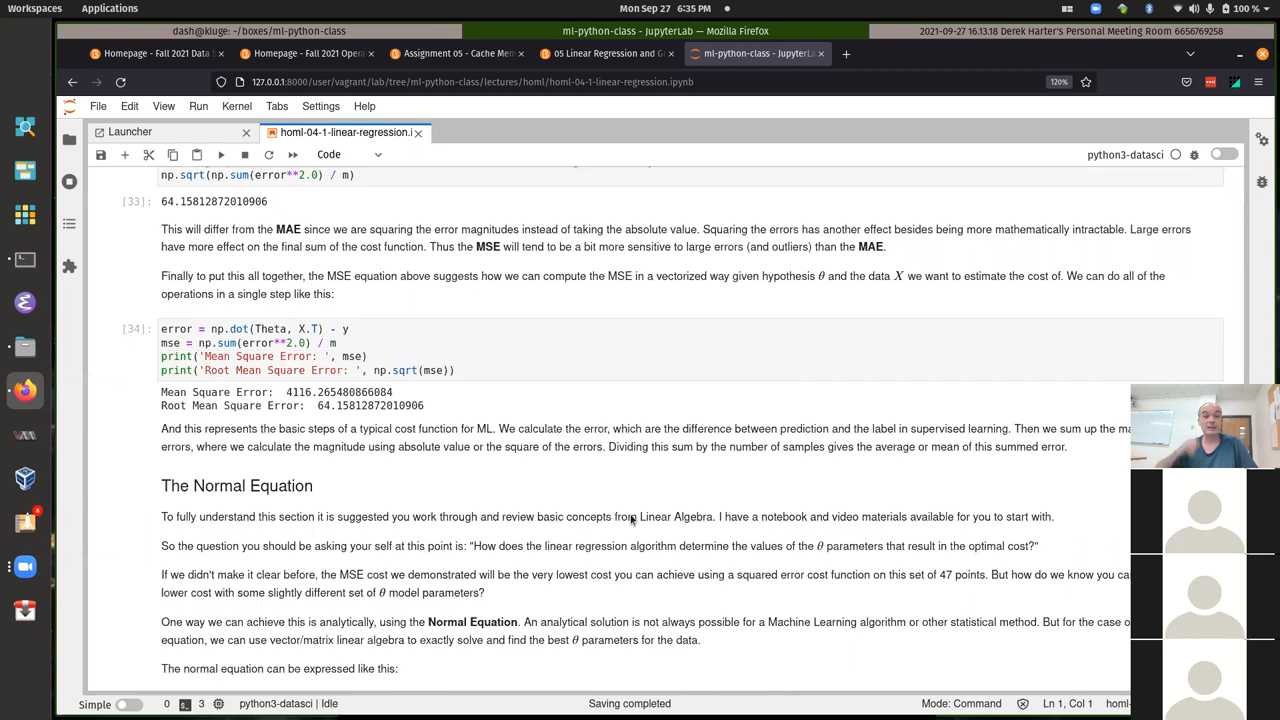 Workspaces Applications Mon Sep 27 6:35 PM 100 %
dash@kluge: ~/boxes/ml-python-class ml-python-class - JupyterLab — Mozilla Firefox 2021-09-27 16.13.18 Derek Harter's Personal Meeting Room 6656769258
Homepage - Fall 2021 Data S Homepage - Fall 2021 Opera Assignment 05 - Cache Mem 05 Linear Regression and Gr ml-python-class - JupyterLab
127.0.0.1:8000/user/vagrant/lab/tree/ml-python-class/lectures/homl/homl-04-1-linear-regression.ipynb 120%
File Edit View Run Kernel Tabs Settings Help
Launcher homl-04-1-linear-regression.i
Code python3-datasci
np.sqrt(np.sum(error**2.0) / m)
[33]: 64.15812872010906
This will differ from the MAE since we are squaring the error magnitudes instead of taking the absolute value. Squaring the errors has another effect besides being more mathematically intractable. Large errors
have more effect on the final sum of the cost function. Thus the MSE will tend to be a bit more sensitive to large errors (and outliers) than the MAE.
Finally to put this all together, the MSE equation above suggests how we can compute the MSE in a vectorized way given hypothesis θ and the data X we want to estimate the cost of. We can do all of the
operations in a single step like this:
[34]: error = np.dot(Theta, X.T) - y
mse = np.sum(error**2.0) / m
print('Mean Square Error: ', mse)
print('Root Mean Square Error: ', np.sqrt(mse))
Mean Square Error: 4116.265480866084
Root Mean Square Error: 64.15812872010906
And this represents the basic steps of a typical cost function for ML. We calculate the error, which are the difference between prediction and the label in supervised learning. Then we sum up the ma
errors, where we calculate the magnitude using absolute value or the square of the errors. Dividing this sum by the number of samples gives the average or mean of this summed error.
The Normal Equation
To fully understand this section it is suggested you work through and review basic concepts from Linear Algebra. I have a notebook and video materials available for you to start with.
So the question you should be asking your self at this point is: "How does the linear regression algorithm determine the values of the θ parameters that result in the optimal cost?"
If we didn't make it clear before, the MSE cost we demonstrated will be the very lowest cost you can achieve using a squared error cost function on this set of 47 points. But how do we know you ca
lower cost with some slightly different set of θ model parameters?
One way we can achieve this is analytically, using the Normal Equation. An analytical solution is not always possible for a Machine Learning algorithm or other statistical method. But for the case o
equation, we can use vector/matrix linear algebra to exactly solve and find the best θ parameters for the data.
The normal equation can be expressed like this:
Simple 0 3 python3-datasci | Idle Saving completed Mode: Command Ln 1, Col 1 homl-